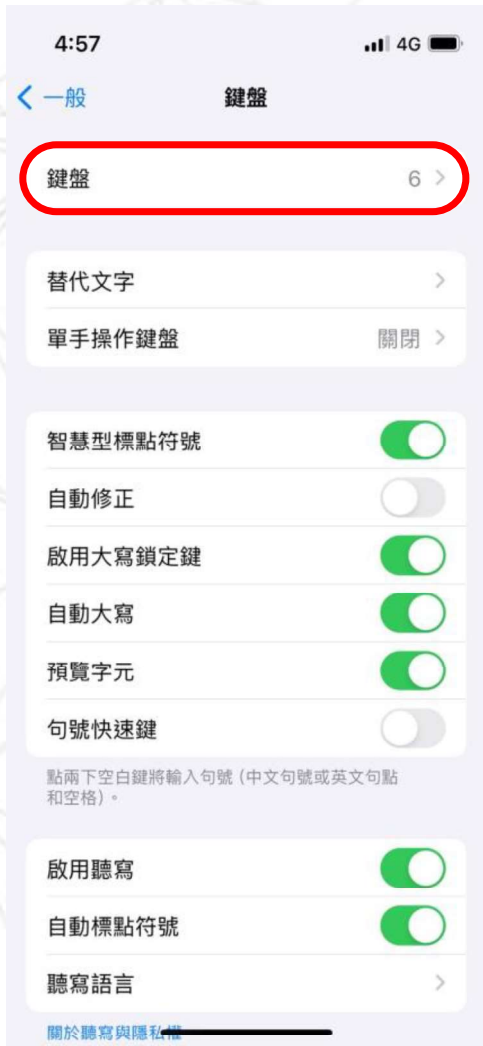 4:57
4G
一般
鍵盤
鍵盤 6
替代文字
單手操作鍵盤 關閉
智慧型標點符號
自動修正
啟用大寫鎖定鍵
自動大寫
預覽字元
句號快速鍵
點兩下空白鍵將輸入句號 (中文句號或英文句點
和空格)。
啟用聽寫
自動標點符號
聽寫語言
關於聽寫與隱私權